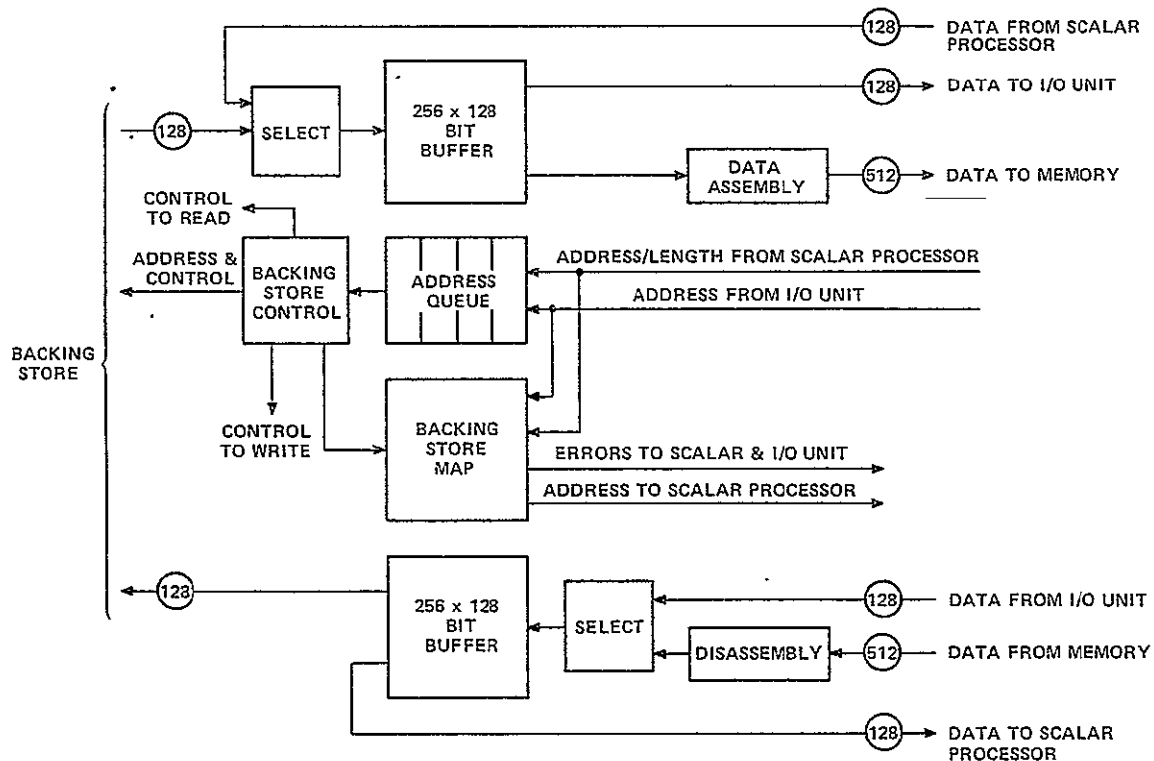 128
DATA FROM SCALAR
PROCESSOR
128
DATA TO I/O UNIT
128
SELECT
256 x 128
BIT
BUFFER
DATA
ASSEMBLY
512
DATA TO MEMORY
CONTROL
TO READ
ADDRESS &
CONTROL
BACKING
STORE
CONTROL
ADDRESS
QUEUE
ADDRESS/LENGTH FROM SCALAR PROCESSOR
ADDRESS FROM I/O UNIT
BACKING
STORE
CONTROL
TO WRITE
BACKING
STORE
MAP
ERRORS TO SCALAR & I/O UNIT
ADDRESS TO SCALAR PROCESSOR
128
256 x 128
BIT
BUFFER
SELECT
128
DATA FROM I/O UNIT
DISASSEMBLY
512
DATA FROM MEMORY
128
DATA TO SCALAR
PROCESSOR